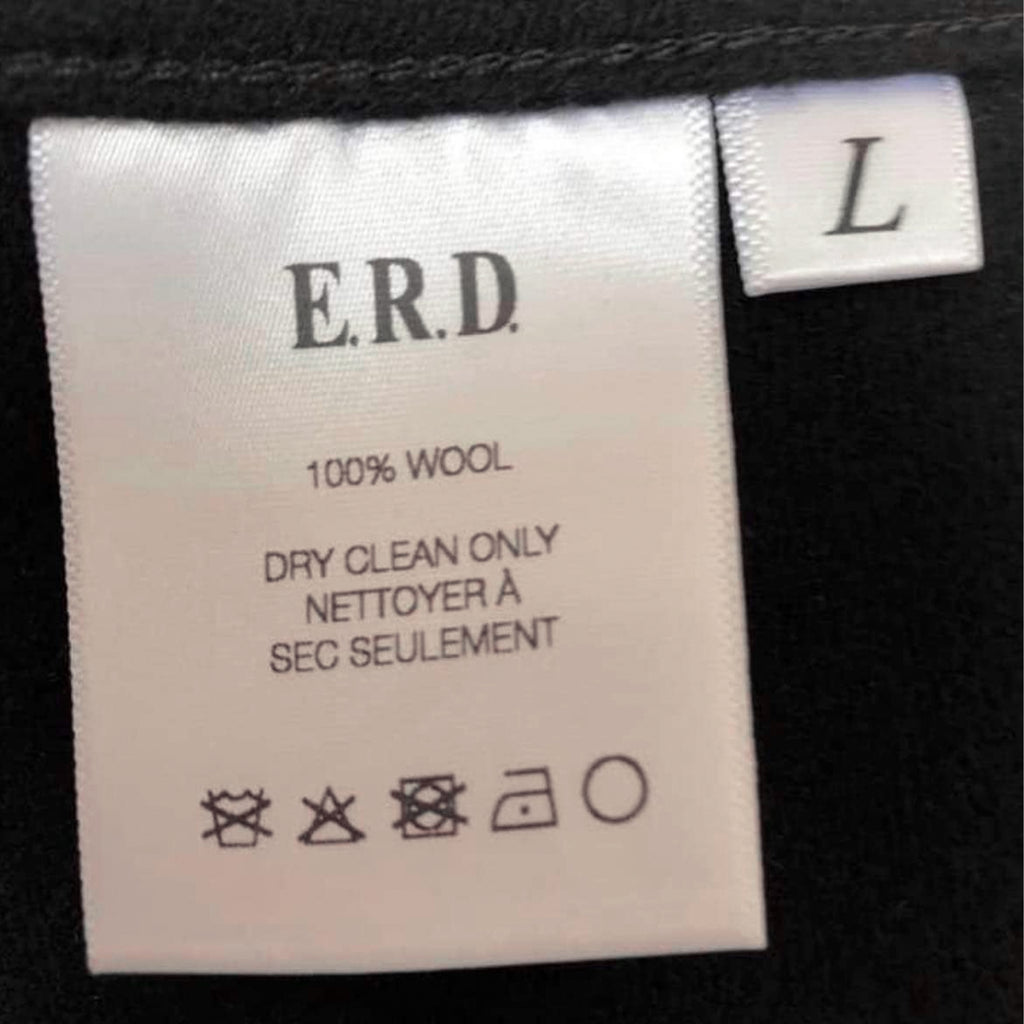 E.R.D.
L
100% WOOL
DRY CLEAN ONLY
NETTOYER À
SEC SEULEMENT